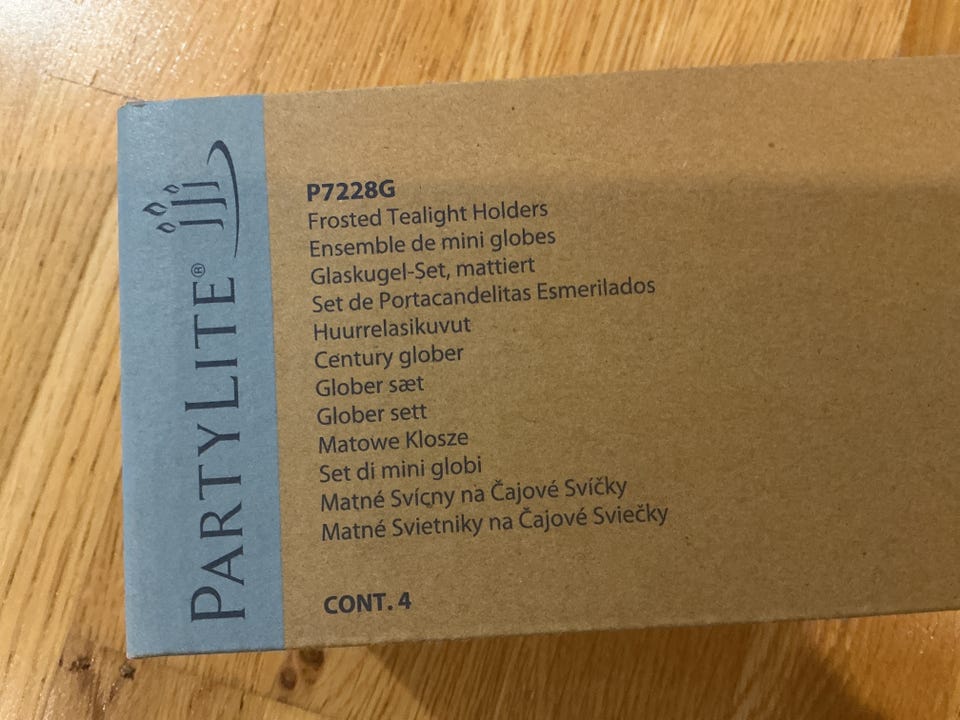 PARTYLITE®
P7228G
Frosted Tealight Holders
Ensemble de mini globes
Glaskugel-Set, mattiert
Set de Portacandelitas Esmerilados
Huurrelasikuvut
Century glober
Glober sæt
Glober sett
Matowe Klosze
Set di mini globi
Matné Svícny na Čajové Svíčky
Matné Svietniky na Čajové Sviečky
CONT. 4